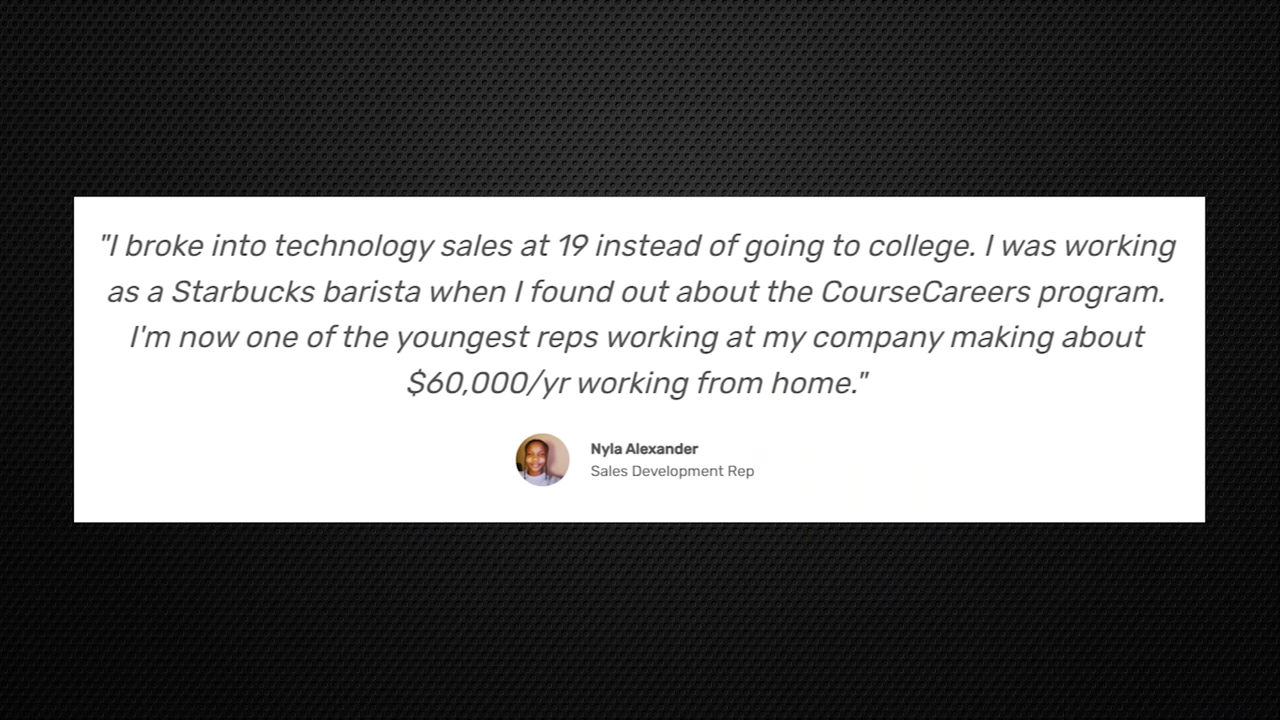 "I broke into technology sales at 19 instead of going to college. I was working
as a Starbucks barista when I found out about the CourseCareers program.
I'm now one of the youngest reps working at my company making about
$60,000/yr working from home."
Nyla Alexander
Sales Development Rep